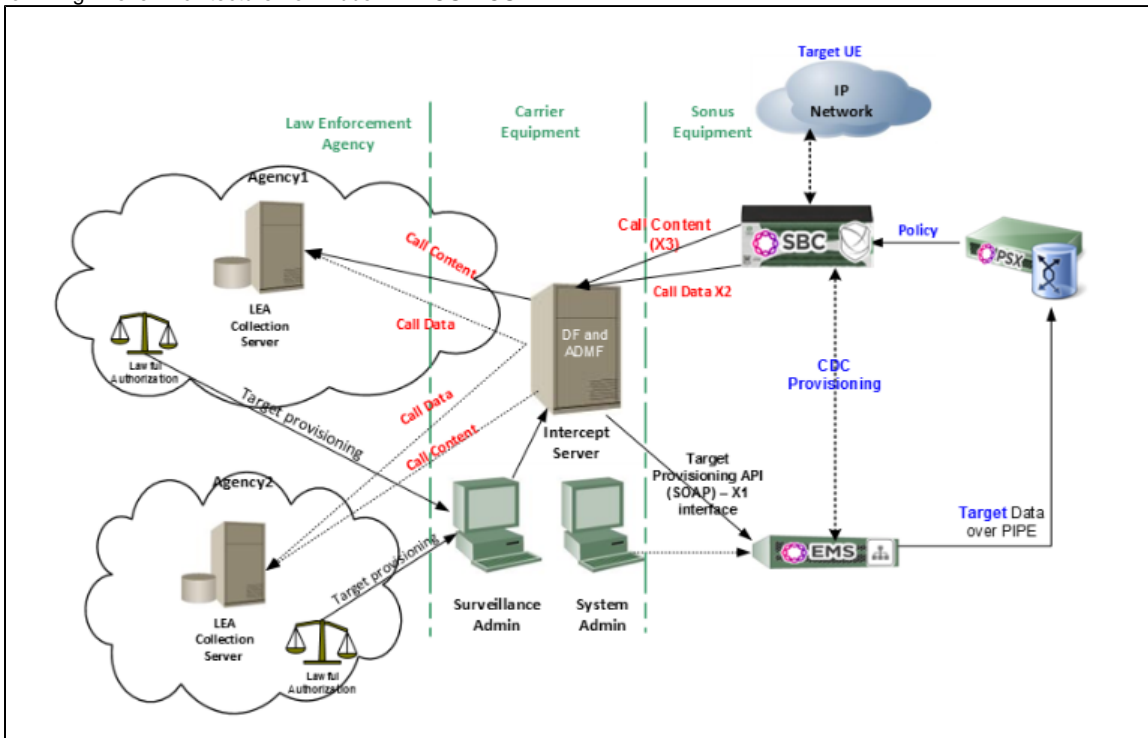 Target UE
IP
Network
Law Enforcement
Agency
Carrier
Equipment
Sonus
Equipment
Agency1
Call Content
Call Content
(X3)
SBC
Policy
PSX
Call Data X2
LEA
Collection
Server
Call Data
DF and
ADMF
Lawful
Authorization
CDC
Provisioning
Target provisioning
Call Data
Call Content
Intercept
Server
Target
Provisioning API
(SOAP) – X1
interface
Agency2
Target Data
over PIPE
EMS
Target provisioning
LEA
Collection
Server
Surveillance
Admin
System
Admin
Lawful
Authorization